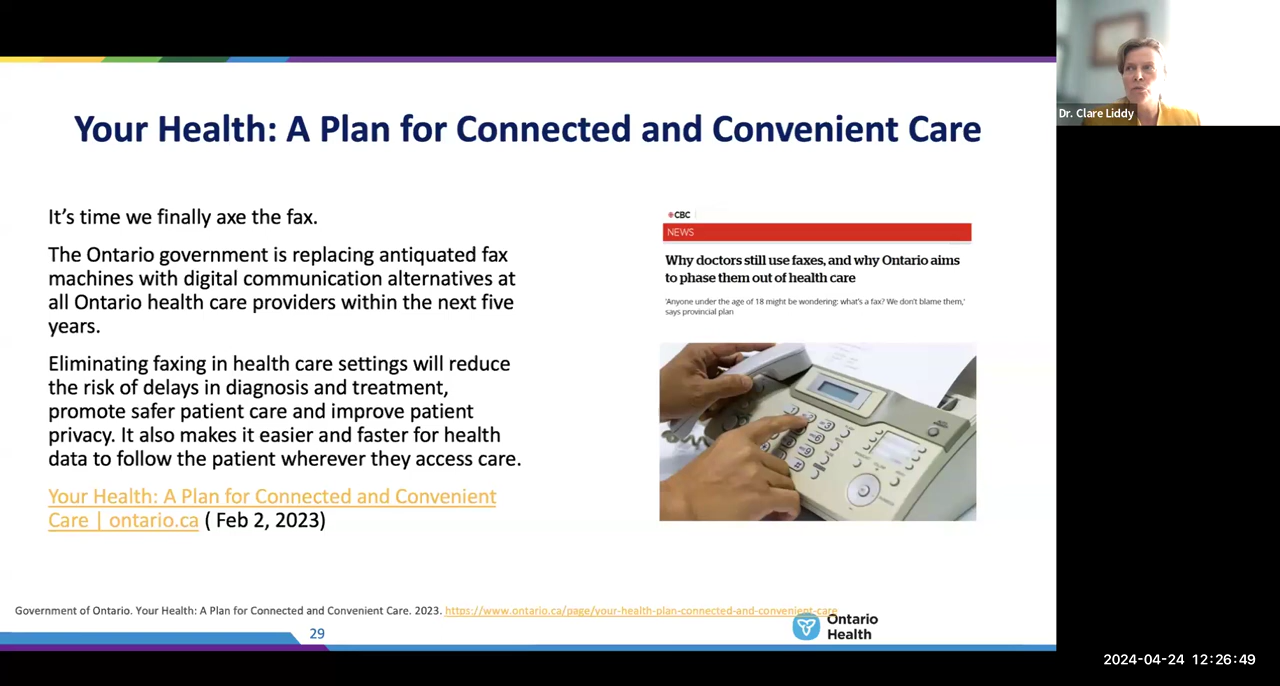 Your Health: A Plan for Connected and Convenient Care
It's time we finally axe the fax.
The Ontario government is replacing antiquated fax
machines with digital communication alternatives at
all Ontario health care providers within the next five
years.
Eliminating faxing in health care settings will reduce
the risk of delays in diagnosis and treatment,
promote safer patient care and improve patient
privacy. It also makes it easier and faster for health
data to follow the patient wherever they access care.
Your Health: A Plan for Connected and Convenient
Care | ontario.ca ( Feb 2, 2023)
CBC
NEWS
Why doctors still use faxes, and why Ontario aims
to phase them out of health care
'Anyone under the age of 18 might be wondering: what's a fax? We don't blame them,'
says provincial plan
Government of Ontario. Your Health: A Plan for Connected and Convenient Care. 2023. https://www.ontario.ca/page/your-health-plan-connected-and-convenient-care
29
Ontario
Health
Dr. Clare Liddy
2024-04-24 12:26:49